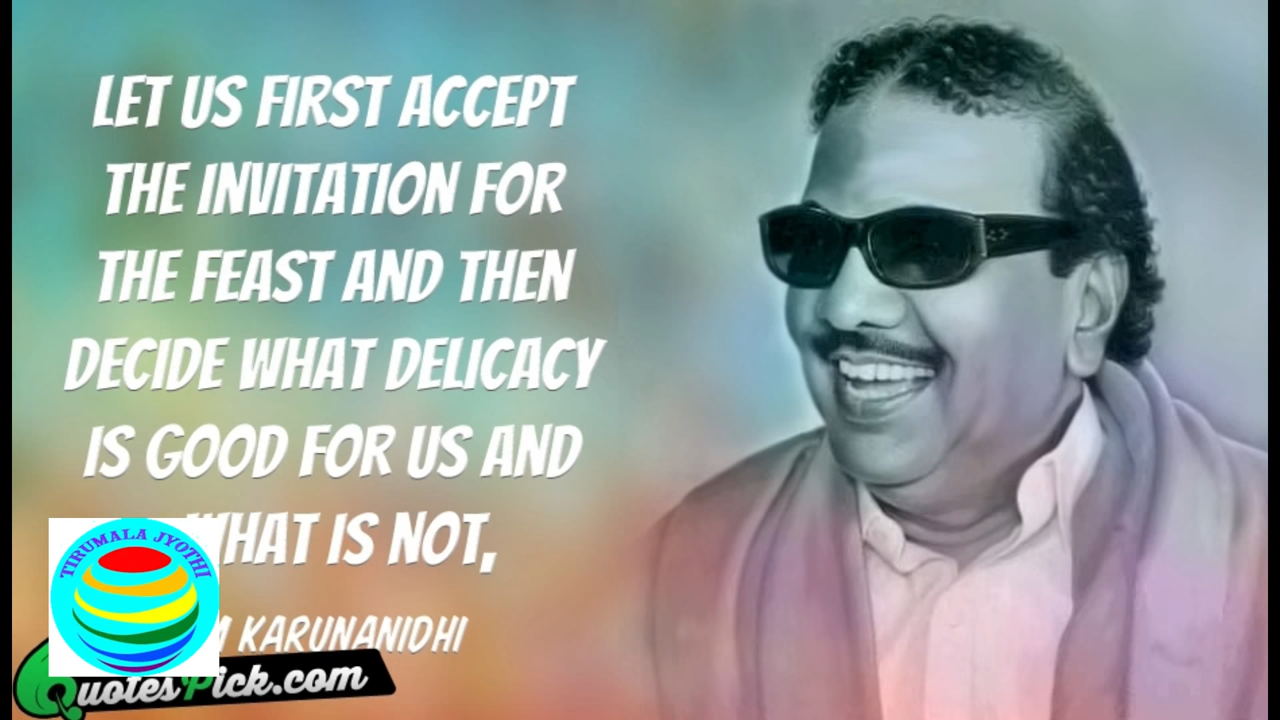 LET US FIRST ACCEPT
THE INVITATION FOR
THE FEAST AND THEN
DECIDE WHAT DELICACY
IS GOOD FOR US AND
WHAT IS NOT,
M KARUNANIDHI
TIRUMALA JYOTHI
QuotesPick.com